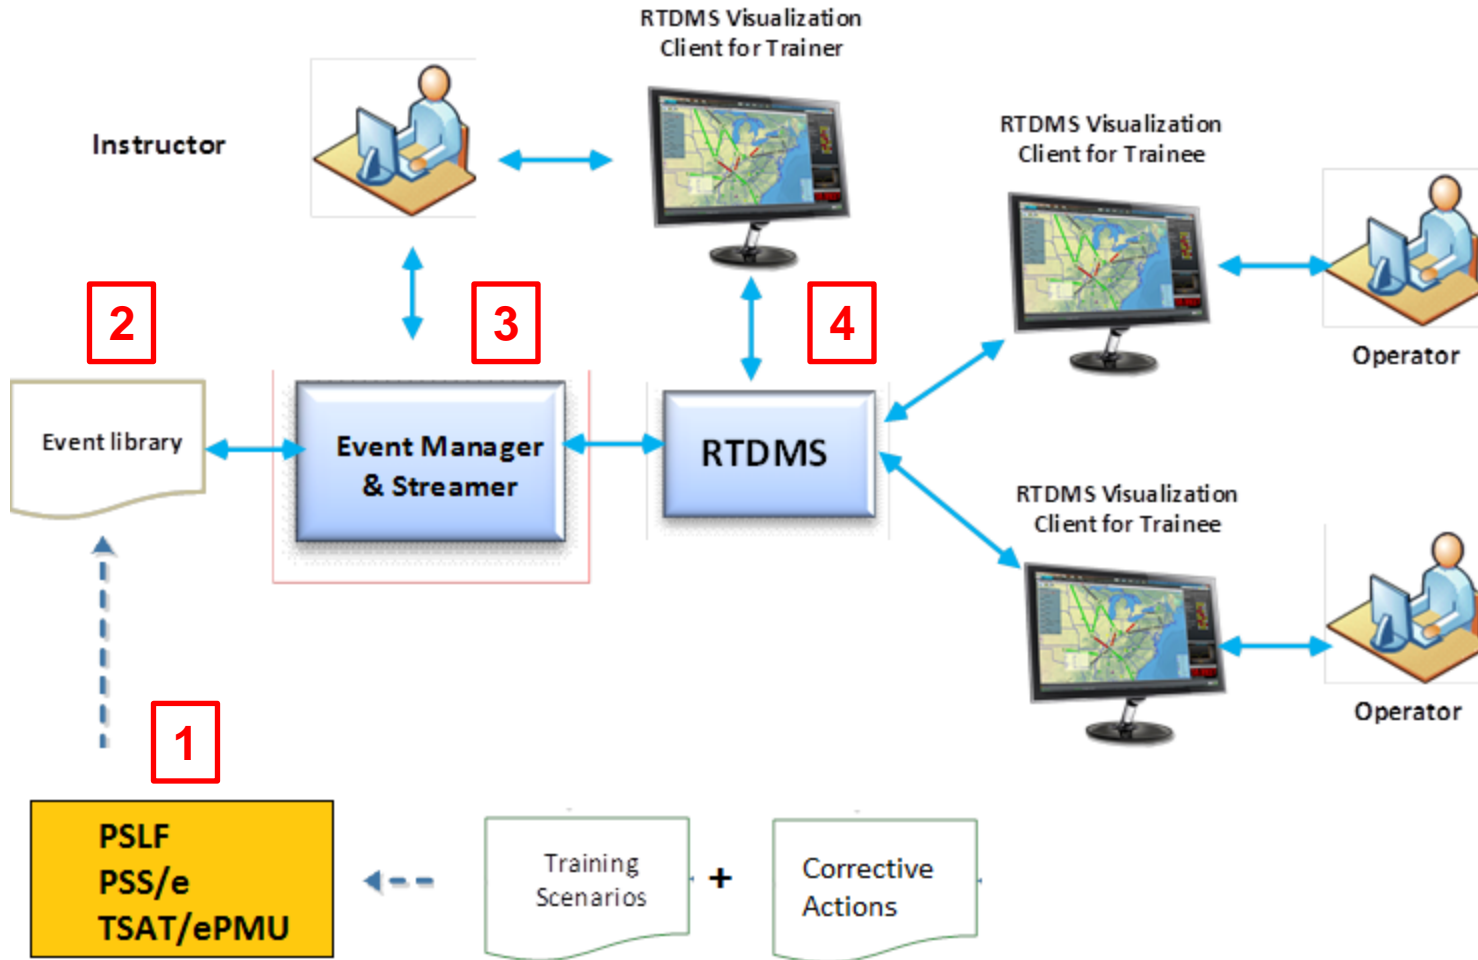 RTDMS Visualization
Client for Trainer
Instructor
RTDMS Visualization
Client for Trainee
Operator
2
3
4
Event library
Event Manager
& Streamer
RTDMS
RTDMS Visualization
Client for Trainee
Operator
1
PSLF
PSS/e
TSAT/ePMU
Training
Scenarios
+
Corrective
Actions